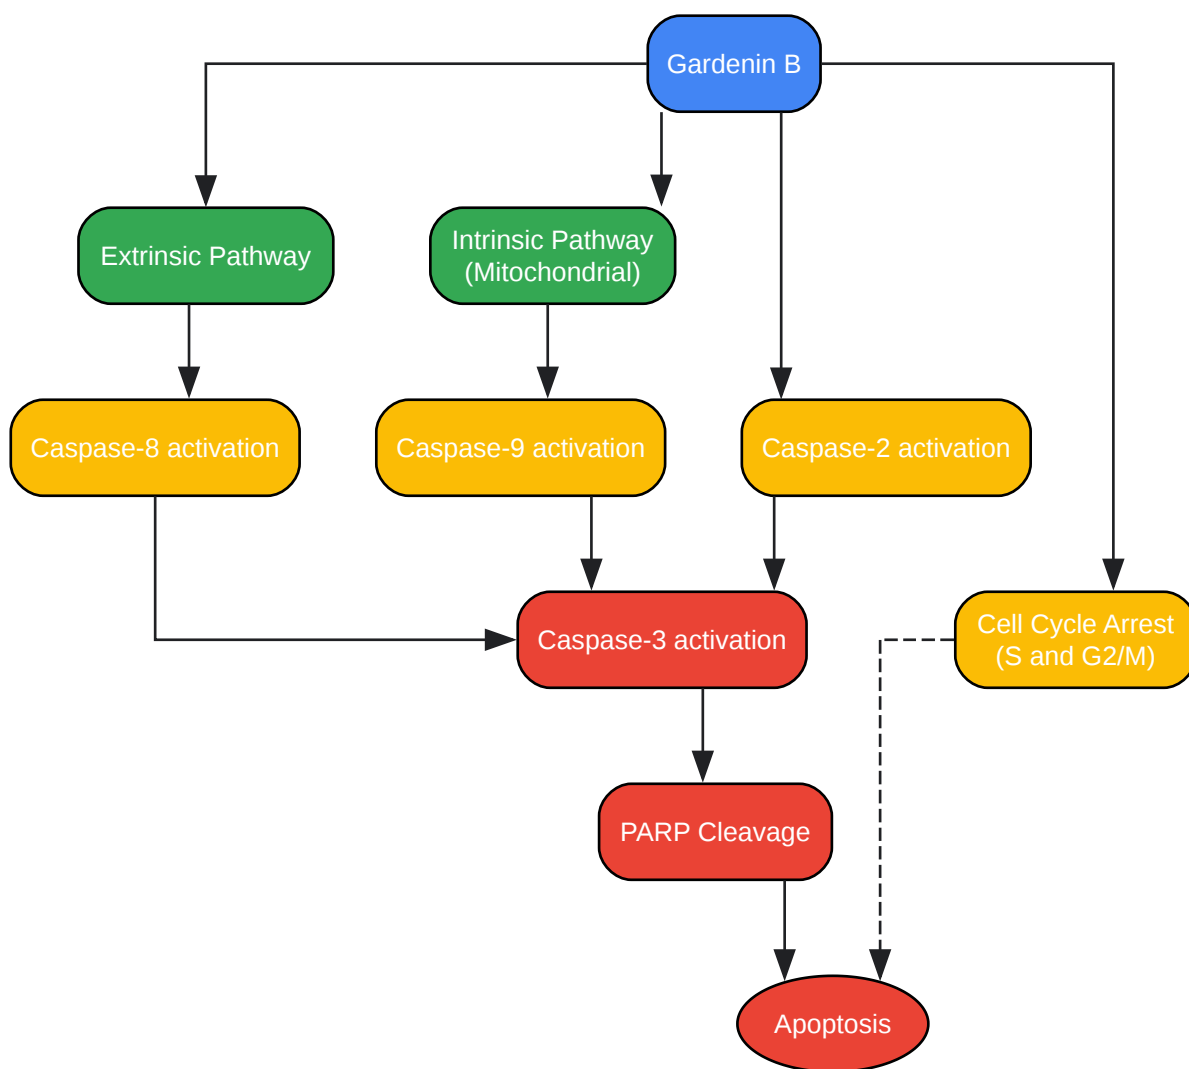 Gardenin B
Extrinsic Pathway
Intrinsic Pathway
(Mitochondrial)
Caspase-8 activation
Caspase-9 activation
Caspase-2 activation
Caspase-3 activation
Cell Cycle Arrest
(S and G2/M)
PARP Cleavage
Apoptosis